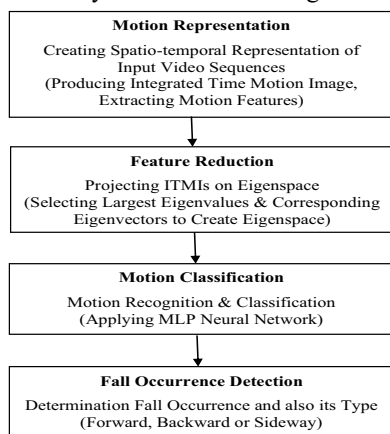 Motion Representation
Creating Spatio-temporal Representation of
Input Video Sequences
(Producing Integrated Time Motion Image,
Extracting Motion Features)
Feature Reduction
Projecting ITMIs on Eigenspace
(Selecting Largest Eigenvalues & Corresponding
Eigenvectors to Create Eigenspace)
Motion Classification
Motion Recognition & Classification
(Applying MLP Neural Network)
Fall Occurrence Detection
Determination Fall Occurrence and also its Type
(Forward, Backward or Sideway)